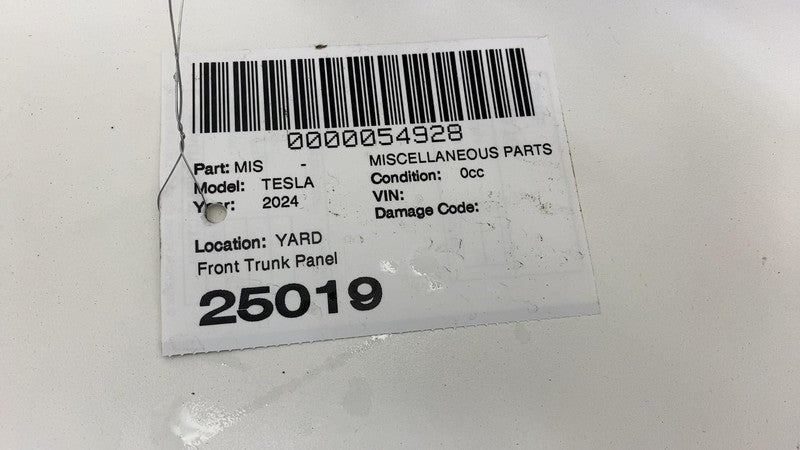 0000054928
Part: MIS - MISCELLANEOUS PARTS
Model: TESLA Condition: 0cc
Year: 2024 VIN:
Damage Code:
Location: YARD
Front Trunk Panel
25019